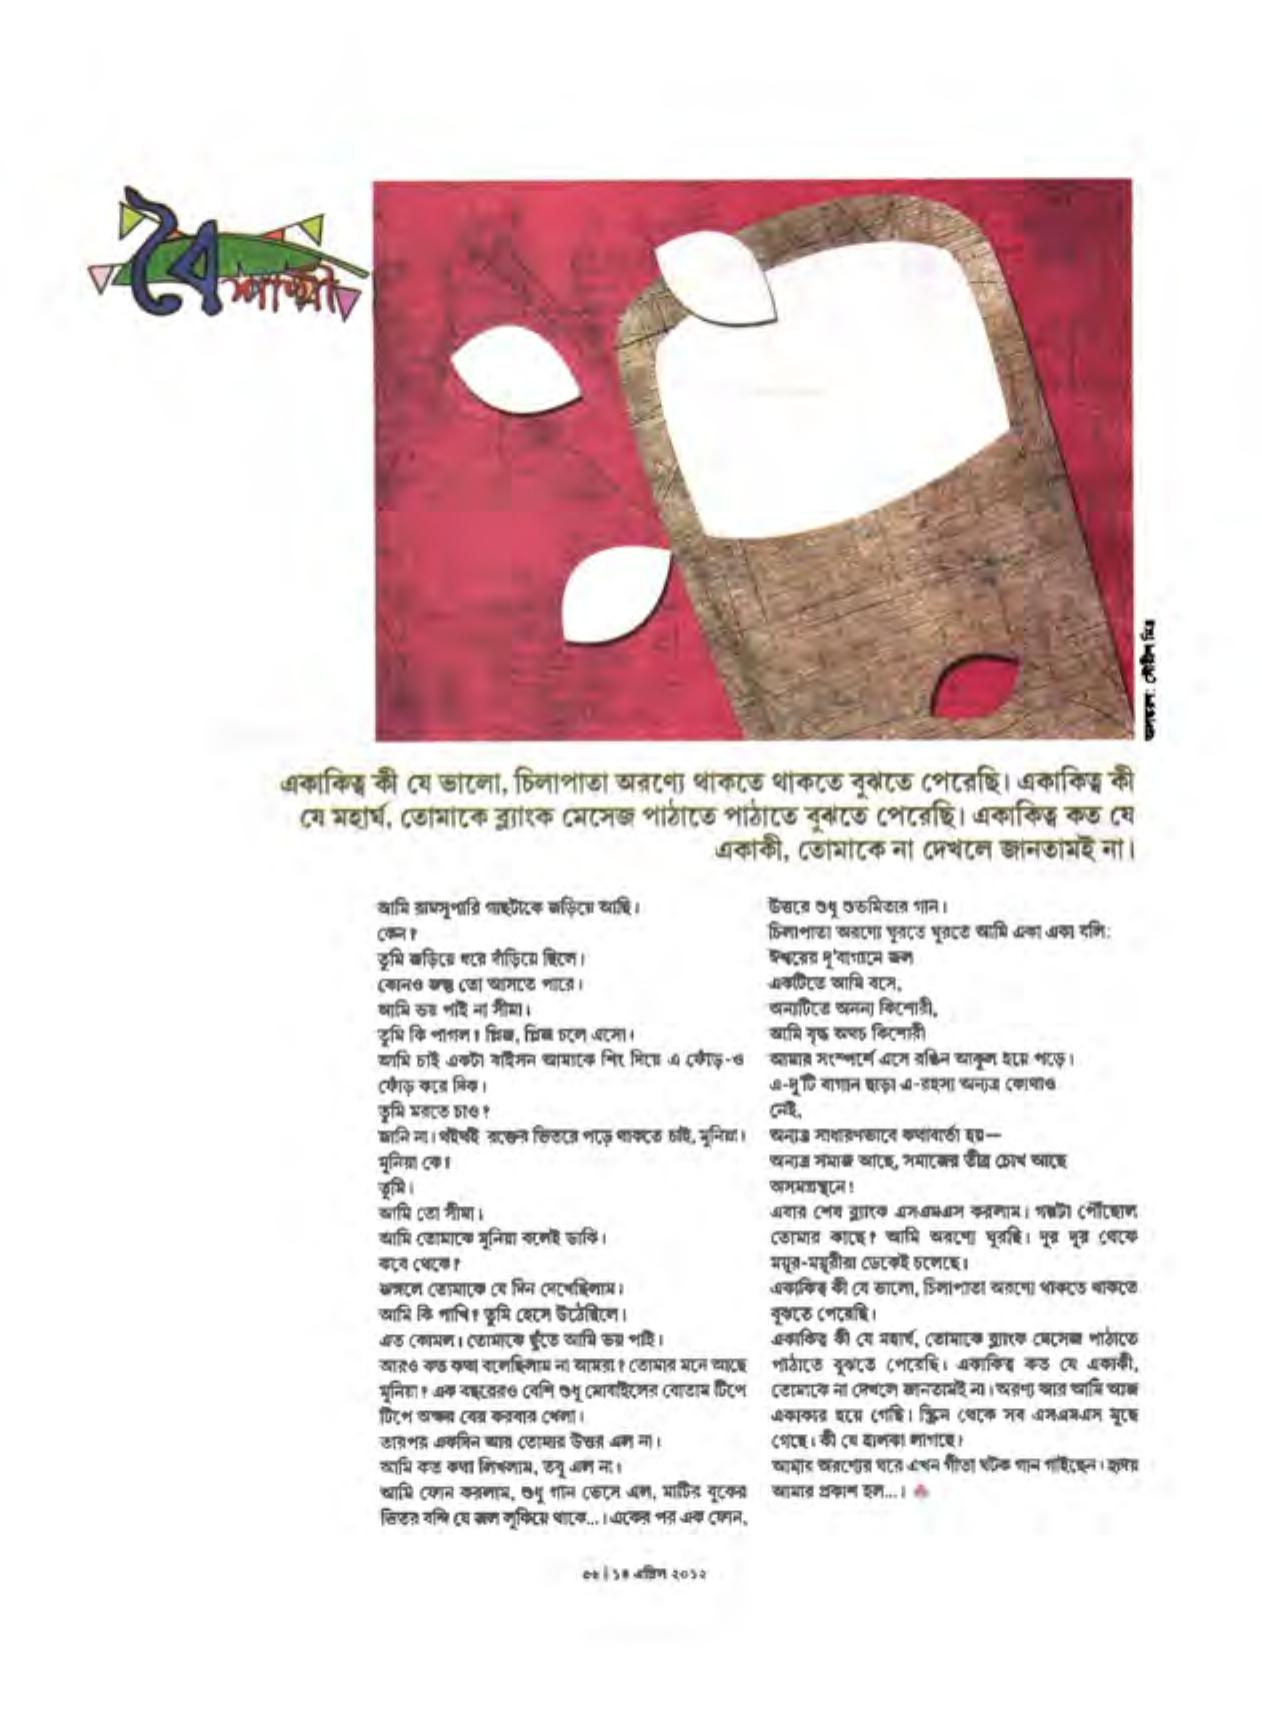 বৈশাখী
একাকিত্ব কী যে ভালো, চিলাপাতা অরণ্যে থাকতে থাকতে বুঝতে পেরেছি। একাকিত্ব কী
যে মহার্ঘ, তোমাকে ব্ল্যাংক মেসেজ পাঠাতে পাঠাতে বুঝতে পেরেছি। একাকিত্ব কত যে
একাকী, তোমাকে না দেখলে জানতামই না।
আমি রামসুপারি গাছটাকে জড়িয়ে আছি।
কেন?
তুমি জড়িয়ে ধরে দাঁড়িয়ে ছিলে।
কোনও জন্তু তো আসতে পারে।
আমি ভয় পাই না সীমা।
তুমি কি পাগল? প্লিজ, প্লিজ চলে এসো।
আমি চাই একটা বাইসন আমাকে শিং দিয়ে এ ফোঁড়-ও
ফোঁড় করে দিক।
তুমি মরতে চাও?
জানি না। থইথই রক্তের ভিতরে পড়ে থাকতে চাই, মুনিয়া।
মুনিয়া কে?
তুমি।
আমি তো সীমা।
আমি তোমাকে মুনিয়া বলেই ডাকি।
কবে থেকে?
জঙ্গলে তোমাকে যে দিন দেখেছিলাম।
আমি কি পাখি? তুমি হেসে উঠেছিলে।
এত কোমল। তোমাকে ছুঁতে আমি ভয় পাই।
আরও কত কথা বলেছিলাম না আমরা? তোমার মনে আছে
মুনিয়া? এক বছরেরও বেশি শুধু মোবাইলের বোতাম টিপে
টিপে অক্ষর বের করবার খেলা।
তারপর একদিন আর তোমার উত্তর এল না।
আমি কত কথা লিখলাম, তবু এল না।
আমি ফোন করলাম, শুধু গান ভেসে এল, মাটির বুকের
ভিতর বন্দি যে জল লুকিয়ে থাকে...। একের পর এক ফোন,
উত্তরে শুধু শুভমিতার গান।
চিলাপাতা অরণ্যে ঘুরতে ঘুরতে আমি একা একা বলি:
ঈশ্বরের দু'বাগানে জল
একটিতে আমি বসে,
অন্যটিতে অনন্য কিশোরী,
আমি বৃদ্ধ অথচ কিশোরী
আমার সংস্পর্শে এসে রঙিন আকুল হয়ে পড়ে।
এ-দু'টি বাগান ছাড়া এ-রহস্য অন্যত্র কোথাও
নেই,
অন্যত্র সাধারণভাবে কথাবার্তা হয়—
অন্যত্র সমাজ আছে, সমাজের তীব্র চোখ আছে
অসমগ্রন্থনে!
এবার শেষ ব্ল্যাংক এসএমএস করলাম। গন্ধটা পৌঁছোল
তোমার কাছে? আমি অরণ্যে ঘুরছি। দূর দূর থেকে
ময়ূর-ময়ূরীরা ডেকেই চলেছে।
একাকিত্ব কী যে ভালো, চিলাপাতা অরণ্যে থাকতে থাকতে
বুঝতে পেরেছি।
একাকিত্ব কী যে মহার্ঘ, তোমাকে ব্ল্যাংক মেসেজ পাঠাতে
পাঠাতে বুঝতে পেরেছি। একাকিত্ব কত যে একাকী,
তোমাকে না দেখলে জানতামই না। অরণ্য আর আমি আজ
একাকার হয়ে গেছি। স্ক্রিন থেকে সব এসএমএস মুছে
গেছে। কী যে হালকা লাগছে!
আমার অরণ্যের ঘরে এখন গীতা ঘটক গান গাইছেন। হৃদয়
আমার প্রকাশ হল...।
১৪ এপ্রিল ২০১২